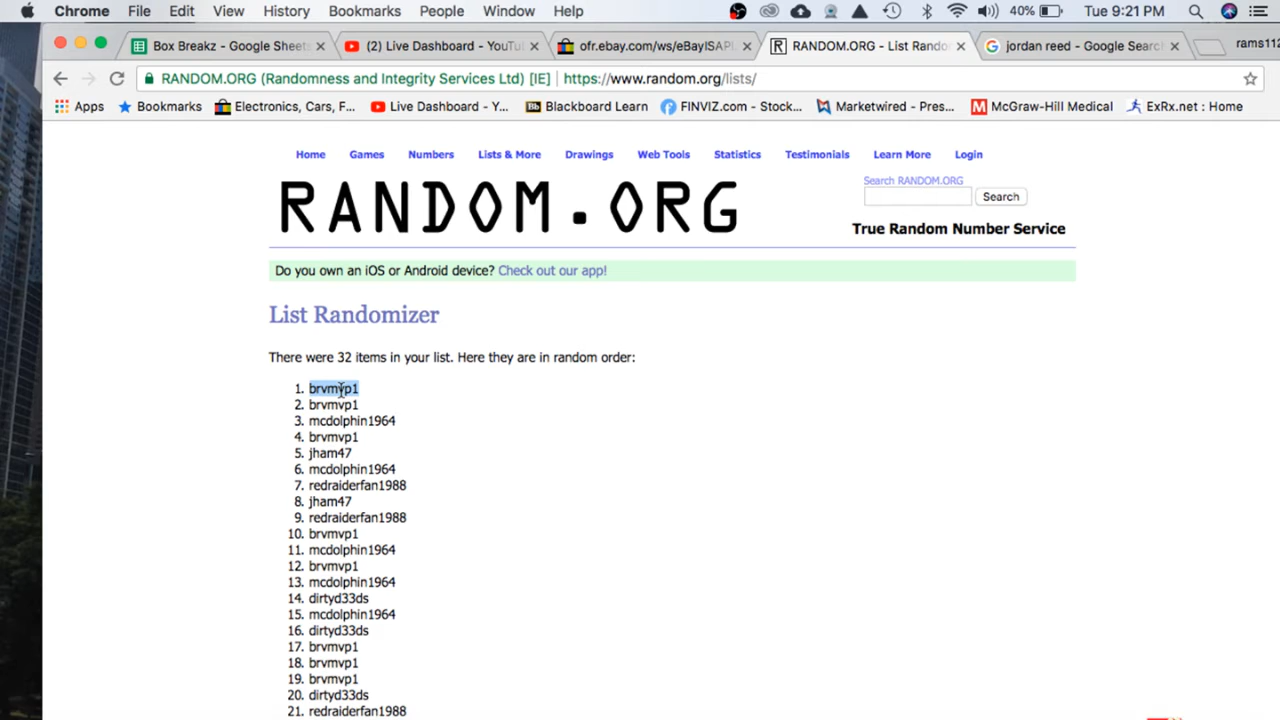 Chrome File Edit View History Bookmarks People Window Help 40% Tue 9:21 PM
Box Breakz - Google Sheets (2) Live Dashboard - YouTu ofr.ebay.com/ws/eBayISAPI. RANDOM.ORG - List Rando jordan reed - Google Search rams112
RANDOM.ORG (Randomness and Integrity Services Ltd) [IE] https://www.random.org/lists/
Apps Bookmarks Electronics, Cars, F... Live Dashboard - Y... Blackboard Learn FINVIZ.com - Stock... Marketwired - Pres... McGraw-Hill Medical ExRx.net : Home
Home Games Numbers Lists & More Drawings Web Tools Statistics Testimonials Learn More Login
RANDOM.ORG
Search RANDOM.ORG
Search
True Random Number Service
Do you own an iOS or Android device? Check out our app!
List Randomizer
There were 32 items in your list. Here they are in random order:
1. brvmvp1
2. brvmvp1
3. mcdolphin1964
4. brvmvp1
5. jham47
6. mcdolphin1964
7. redraiderfan1988
8. jham47
9. redraiderfan1988
10. brvmvp1
11. mcdolphin1964
12. brvmvp1
13. mcdolphin1964
14. dirtyd33ds
15. mcdolphin1964
16. dirtyd33ds
17. brvmvp1
18. brvmvp1
19. brvmvp1
20. dirtyd33ds
21. redraiderfan1988